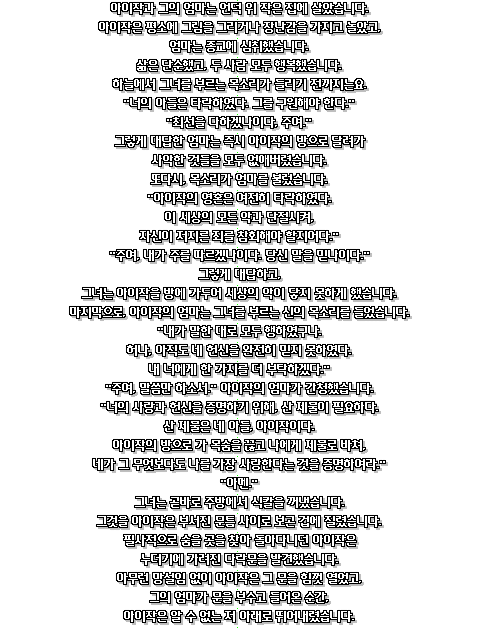 아이작과 그의 엄마는 언덕 위 작은 집에 살았습니다.
아이작은 평소에 그림을 그리거나 장난감을 가지고 놀았고,
엄마는 종교에 심취했습니다.
삶은 단순했고, 두 사람 모두 행복했습니다.
하늘에서 그녀를 부르는 목소리가 들리기 전까지는요.
"너의 아들은 타락하였다. 그를 구원해야 한다."
"최선을 다하겠나이다, 주여."
그렇게 대답한 엄마는 즉시 아이작의 방으로 달려가
사악한 것들을 모두 없애버렸습니다.
또다시, 목소리가 엄마를 불렀습니다.
"아이작의 영혼은 여전히 타락하였다.
이 세상의 모든 악과 단절시켜,
자신이 저지른 죄를 참회해야 할지어다."
"주여, 내가 주를 따르겠나이다. 당신 말을 믿나이다."
그렇게 대답하고,
그녀는 아이작을 방에 가두어 세상의 악이 닿지 못하게 했습니다.
마지막으로, 아이작의 엄마는 그녀를 부르는 신의 목소리를 들었습니다.
"내가 말한 대로 모두 행하였구나.
허나, 아직도 네 헌신을 완전히 믿지 못하였다.
내 너에게 한 가지를 더 부탁하겠다."
"주여, 말씀만 하소서." 아이작의 엄마가 간청했습니다.
"너의 사랑과 헌신을 증명하기 위해, 산 제물이 필요하다.
산 제물은 네 아들, 아이작이다.
아이작의 방으로 가 목숨을 끊고 나에게 제물로 바쳐,
네가 그 무엇보다도 나를 가장 사랑한다는 것을 증명하여라."
"아멘."
그녀는 곧바로 주방에서 식칼을 꺼냈습니다.
그것을 아이작은 부서진 문틈 사이로 보곤 겁에 질렸습니다.
필사적으로 숨을 곳을 찾아 돌아다니던 아이작은
누더기에 가려진 다락문을 발견했습니다.
아무런 망설임 없이 아이작은 그 문을 힘껏 열었고,
그의 엄마가 문을 부수고 들어온 순간,
아이작은 알 수 없는 저 아래로 뛰어내렸습니다.